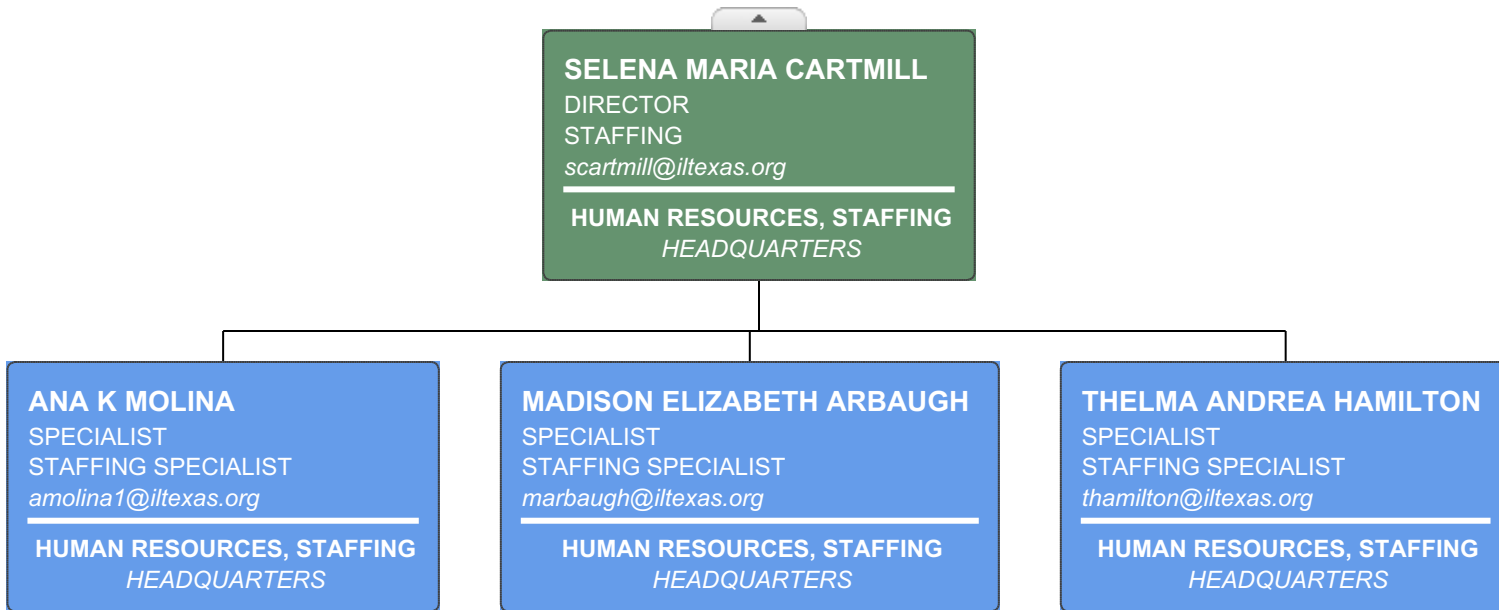 SELENA MARIA CARTMILL
DIRECTOR
STAFFING
scartmill@iltexas.org
HUMAN RESOURCES, STAFFING
HEADQUARTERS
ANA K MOLINA
SPECIALIST
STAFFING SPECIALIST
amolina1@iltexas.org
HUMAN RESOURCES, STAFFING
HEADQUARTERS
MADISON ELIZABETH ARBAUGH
SPECIALIST
STAFFING SPECIALIST
marbaugh@iltexas.org
HUMAN RESOURCES, STAFFING
HEADQUARTERS
THELMA ANDREA HAMILTON
SPECIALIST
STAFFING SPECIALIST
thamilton@iltexas.org
HUMAN RESOURCES, STAFFING
HEADQUARTERS